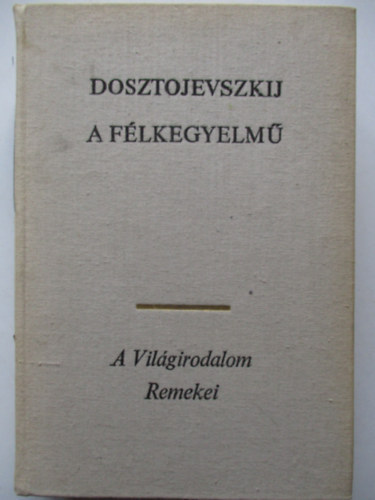 DOSZTOJEVSZKIJ
A FÉLKEGYELMŰ
A Világirodalom
Remekei